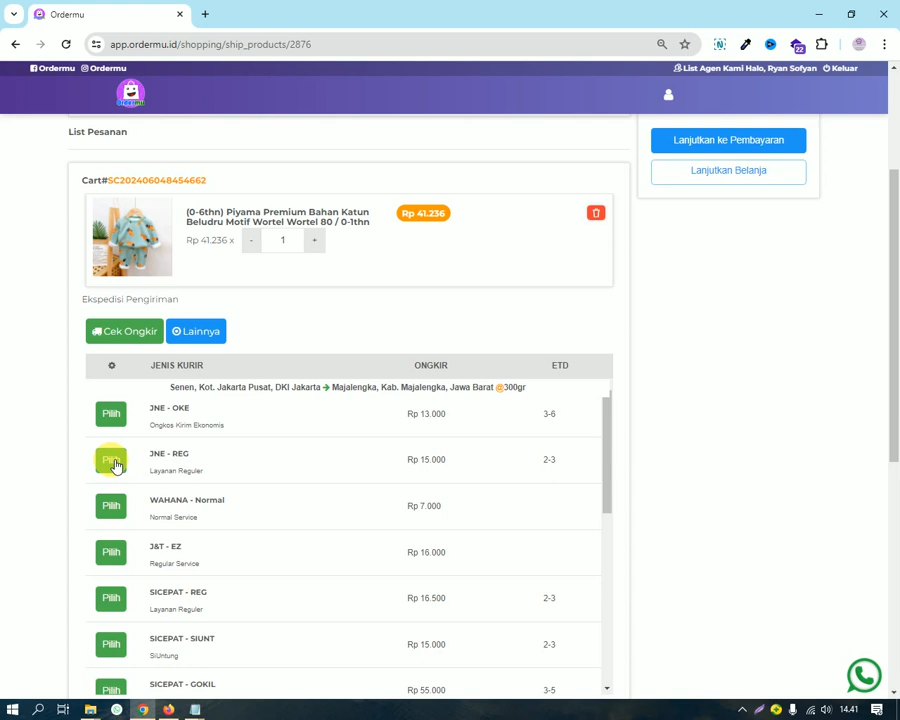 Ordermu
app.ordermu.id/shopping/ship_products/2876
22
Ordermu Ordermu
List Agen Kami Halo, Ryan Sofyan Keluar
Ordermu
List Pesanan
Lanjutkan ke Pembayaran
Lanjutkan Belanja
Cart#SC202406048454662
(0-6thn) Piyama Premium Bahan Katun
Beludru Motif Wortel Wortel 80 / 0-1thn
Rp 41.236
Rp 41.236 x - 1 +
Ekspedisi Pengiriman
Cek Ongkir Lainnya
JENIS KURIR ONGKIR ETD
Senen, Kot. Jakarta Pusat, DKI Jakarta → Majalengka, Kab. Majalengka, Jawa Barat @300gr
Pilih JNE - OKE Rp 13.000 3-6
Ongkos Kirim Ekonomis
Pilih JNE - REG Rp 15.000 2-3
Layanan Reguler
Pilih WAHANA - Normal Rp 7.000
Normal Service
Pilih J&T - EZ Rp 16.000
Regular Service
Pilih SICEPAT - REG Rp 16.500 2-3
Layanan Reguler
Pilih SICEPAT - SIUNT Rp 15.000 2-3
SiUntung
Pilih SICEPAT - GOKIL Rp 55.000 3-5
14.41